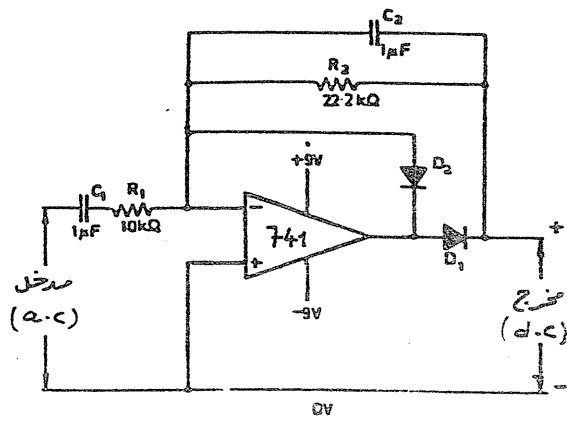 C₂
1µF
R₂
22·2kΩ
+9V
D₂
C₁
R₁
1µF
10kΩ
−
741
+
D₁
+
مدخل
(a.c)
-9V
مخرج
(d.c)
−
0V